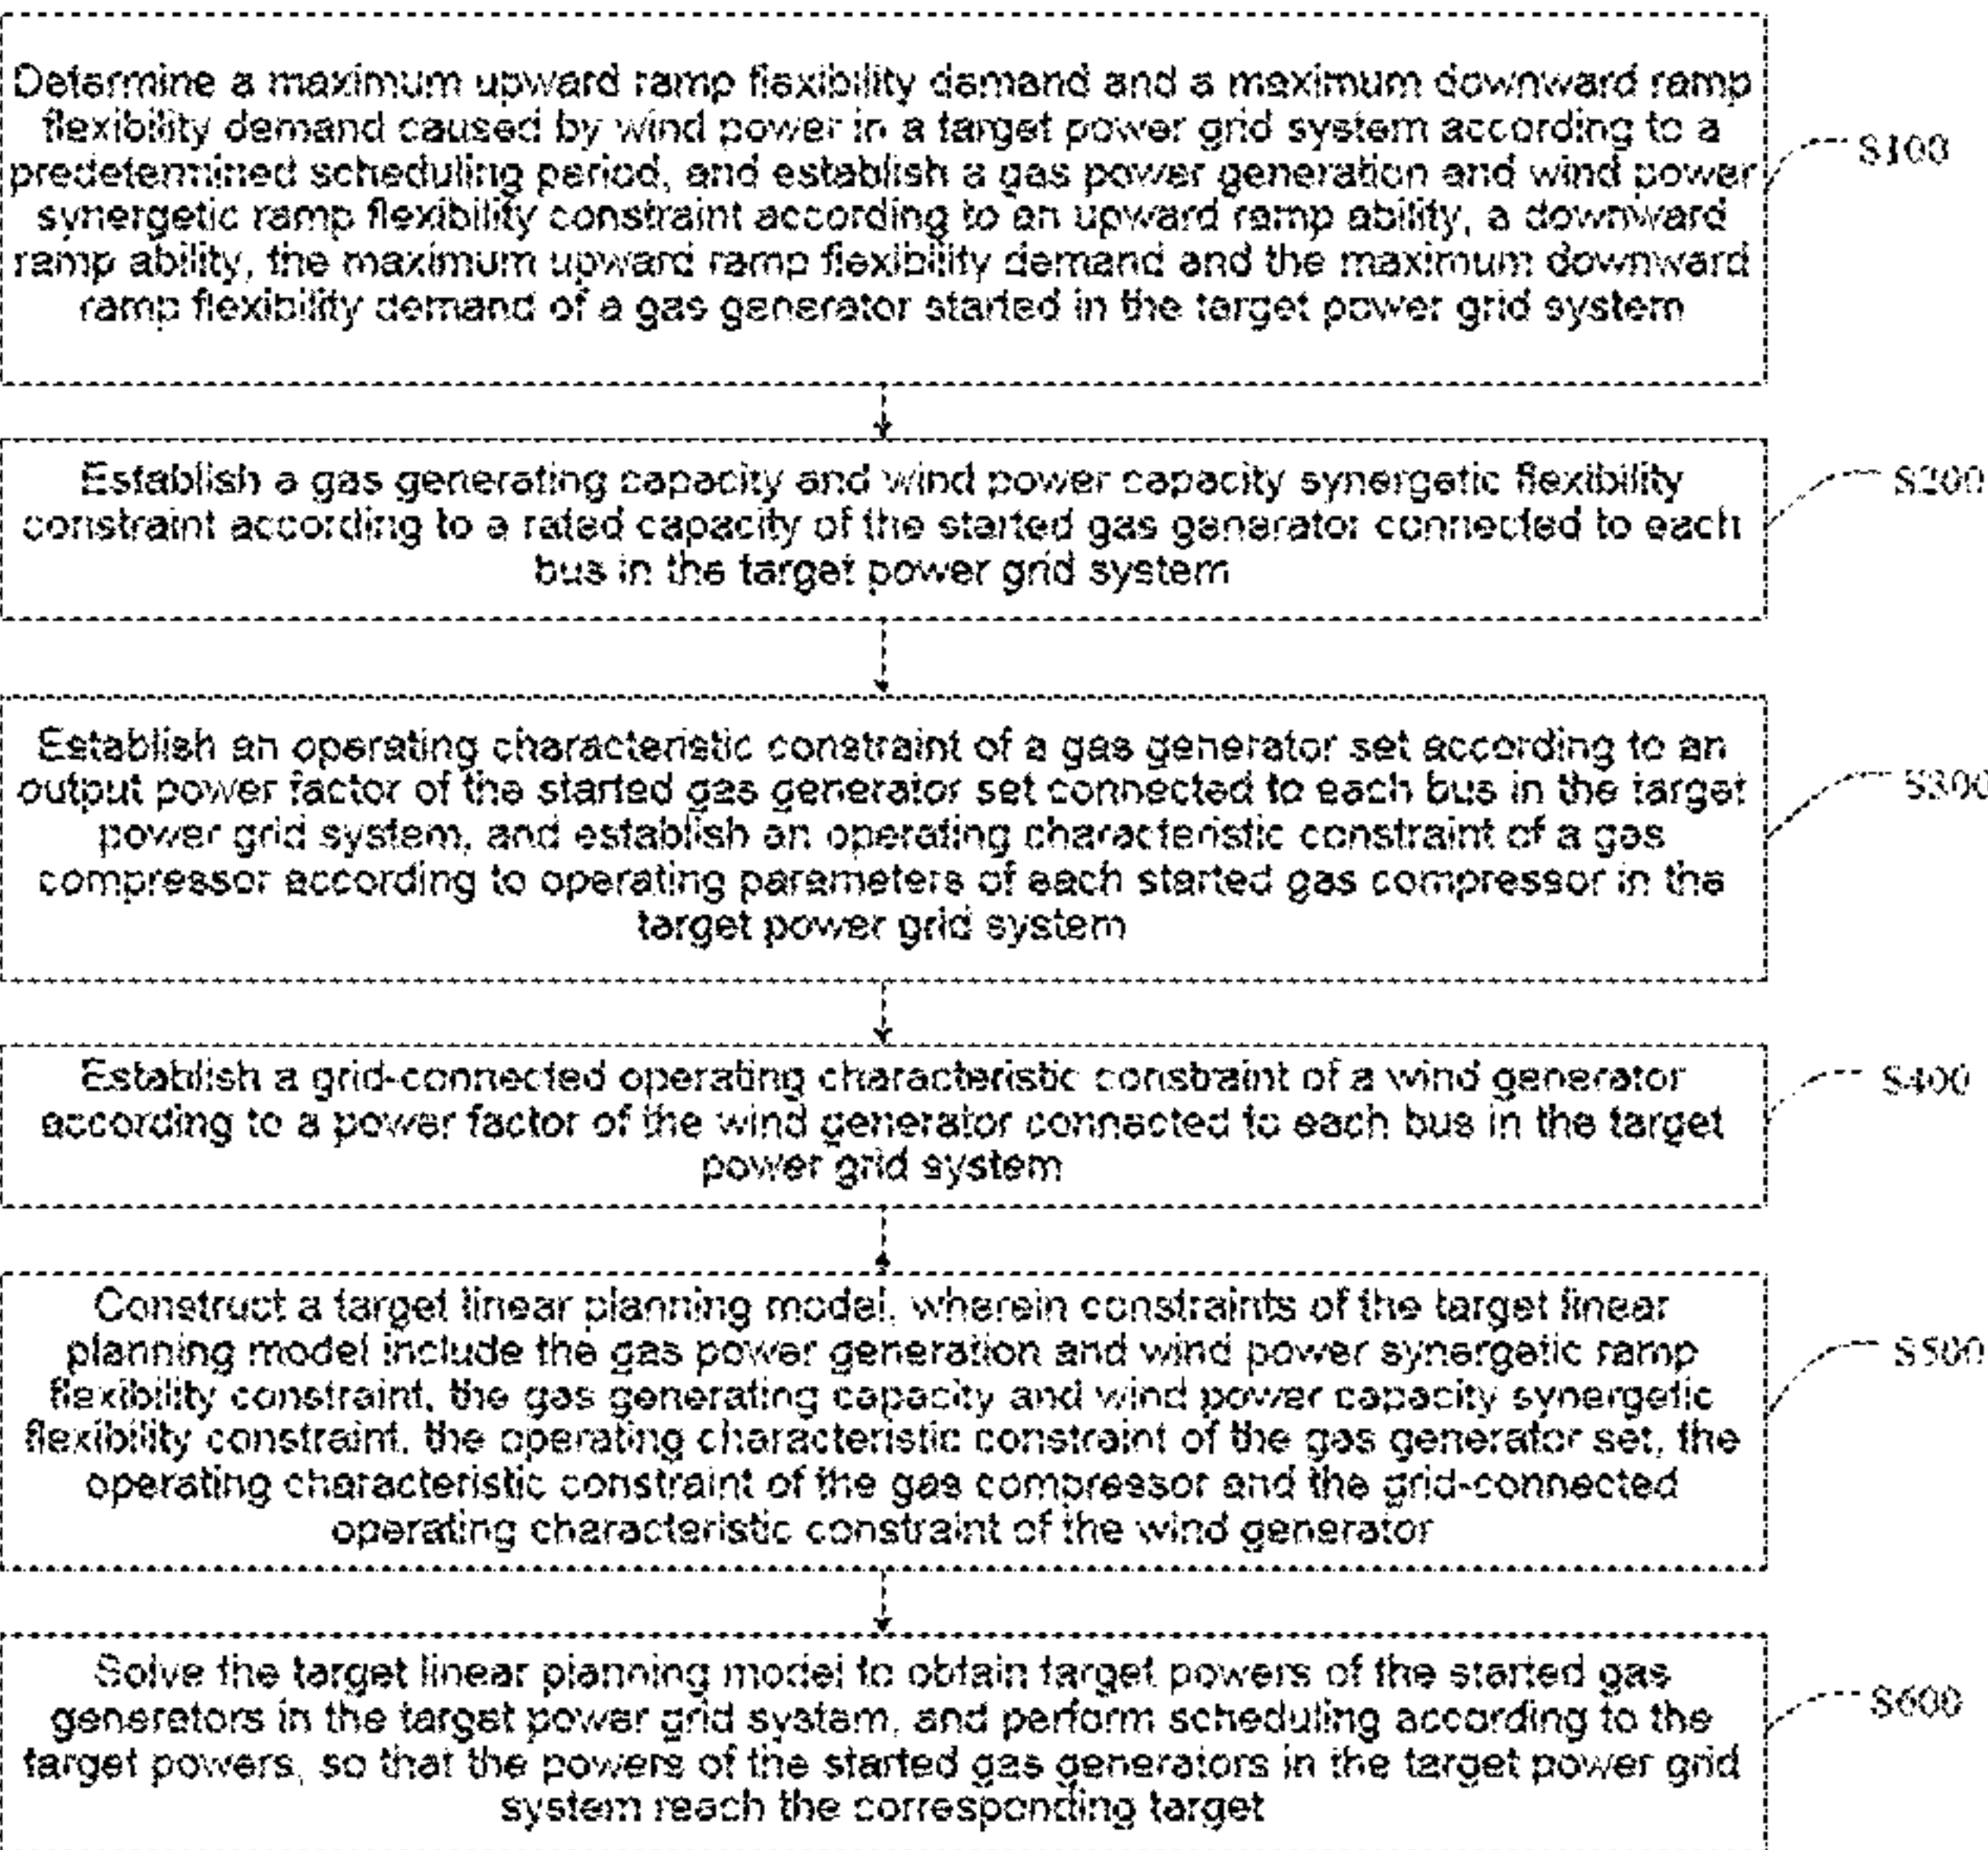 Determine a maximum upward ramp flexibility demand and a maximum downward ramp
flexibility demand caused by wind power in a target power grid system according to a
predetermined scheduling period, and establish a gas power generation and wind power
synergetic ramp flexibility constraint according to an upward ramp ability, a downward
ramp ability, the maximum upward ramp flexibility demand and the maximum downward
ramp flexibility demand of a gas generator started in the target power grid system
S100
Establish a gas generating capacity and wind power capacity synergetic flexibility
constraint according to a rated capacity of the started gas generator connected to each
bus in the target power grid system
S200
Establish an operating characteristic constraint of a gas generator set according to an
output power factor of the started gas generator set connected to each bus in the target
power grid system, and establish an operating characteristic constraint of a gas
compressor according to operating parameters of each started gas compressor in the
target power grid system
S300
Establish a grid-connected operating characteristic constraint of a wind generator
according to a power factor of the wind generator connected to each bus in the target
power grid system
S400
Construct a target linear planning model, wherein constraints of the target linear
planning model include the gas power generation and wind power synergetic ramp
flexibility constraint, the gas generating capacity and wind power capacity synergetic
flexibility constraint, the operating characteristic constraint of the gas generator set, the
operating characteristic constraint of the gas compressor and the grid-connected
operating characteristic constraint of the wind generator
S500
Solve the target linear planning model to obtain target powers of the started gas
generators in the target power grid system, and perform scheduling according to the
target powers, so that the powers of the started gas generators in the target power grid
system reach the corresponding target
S600